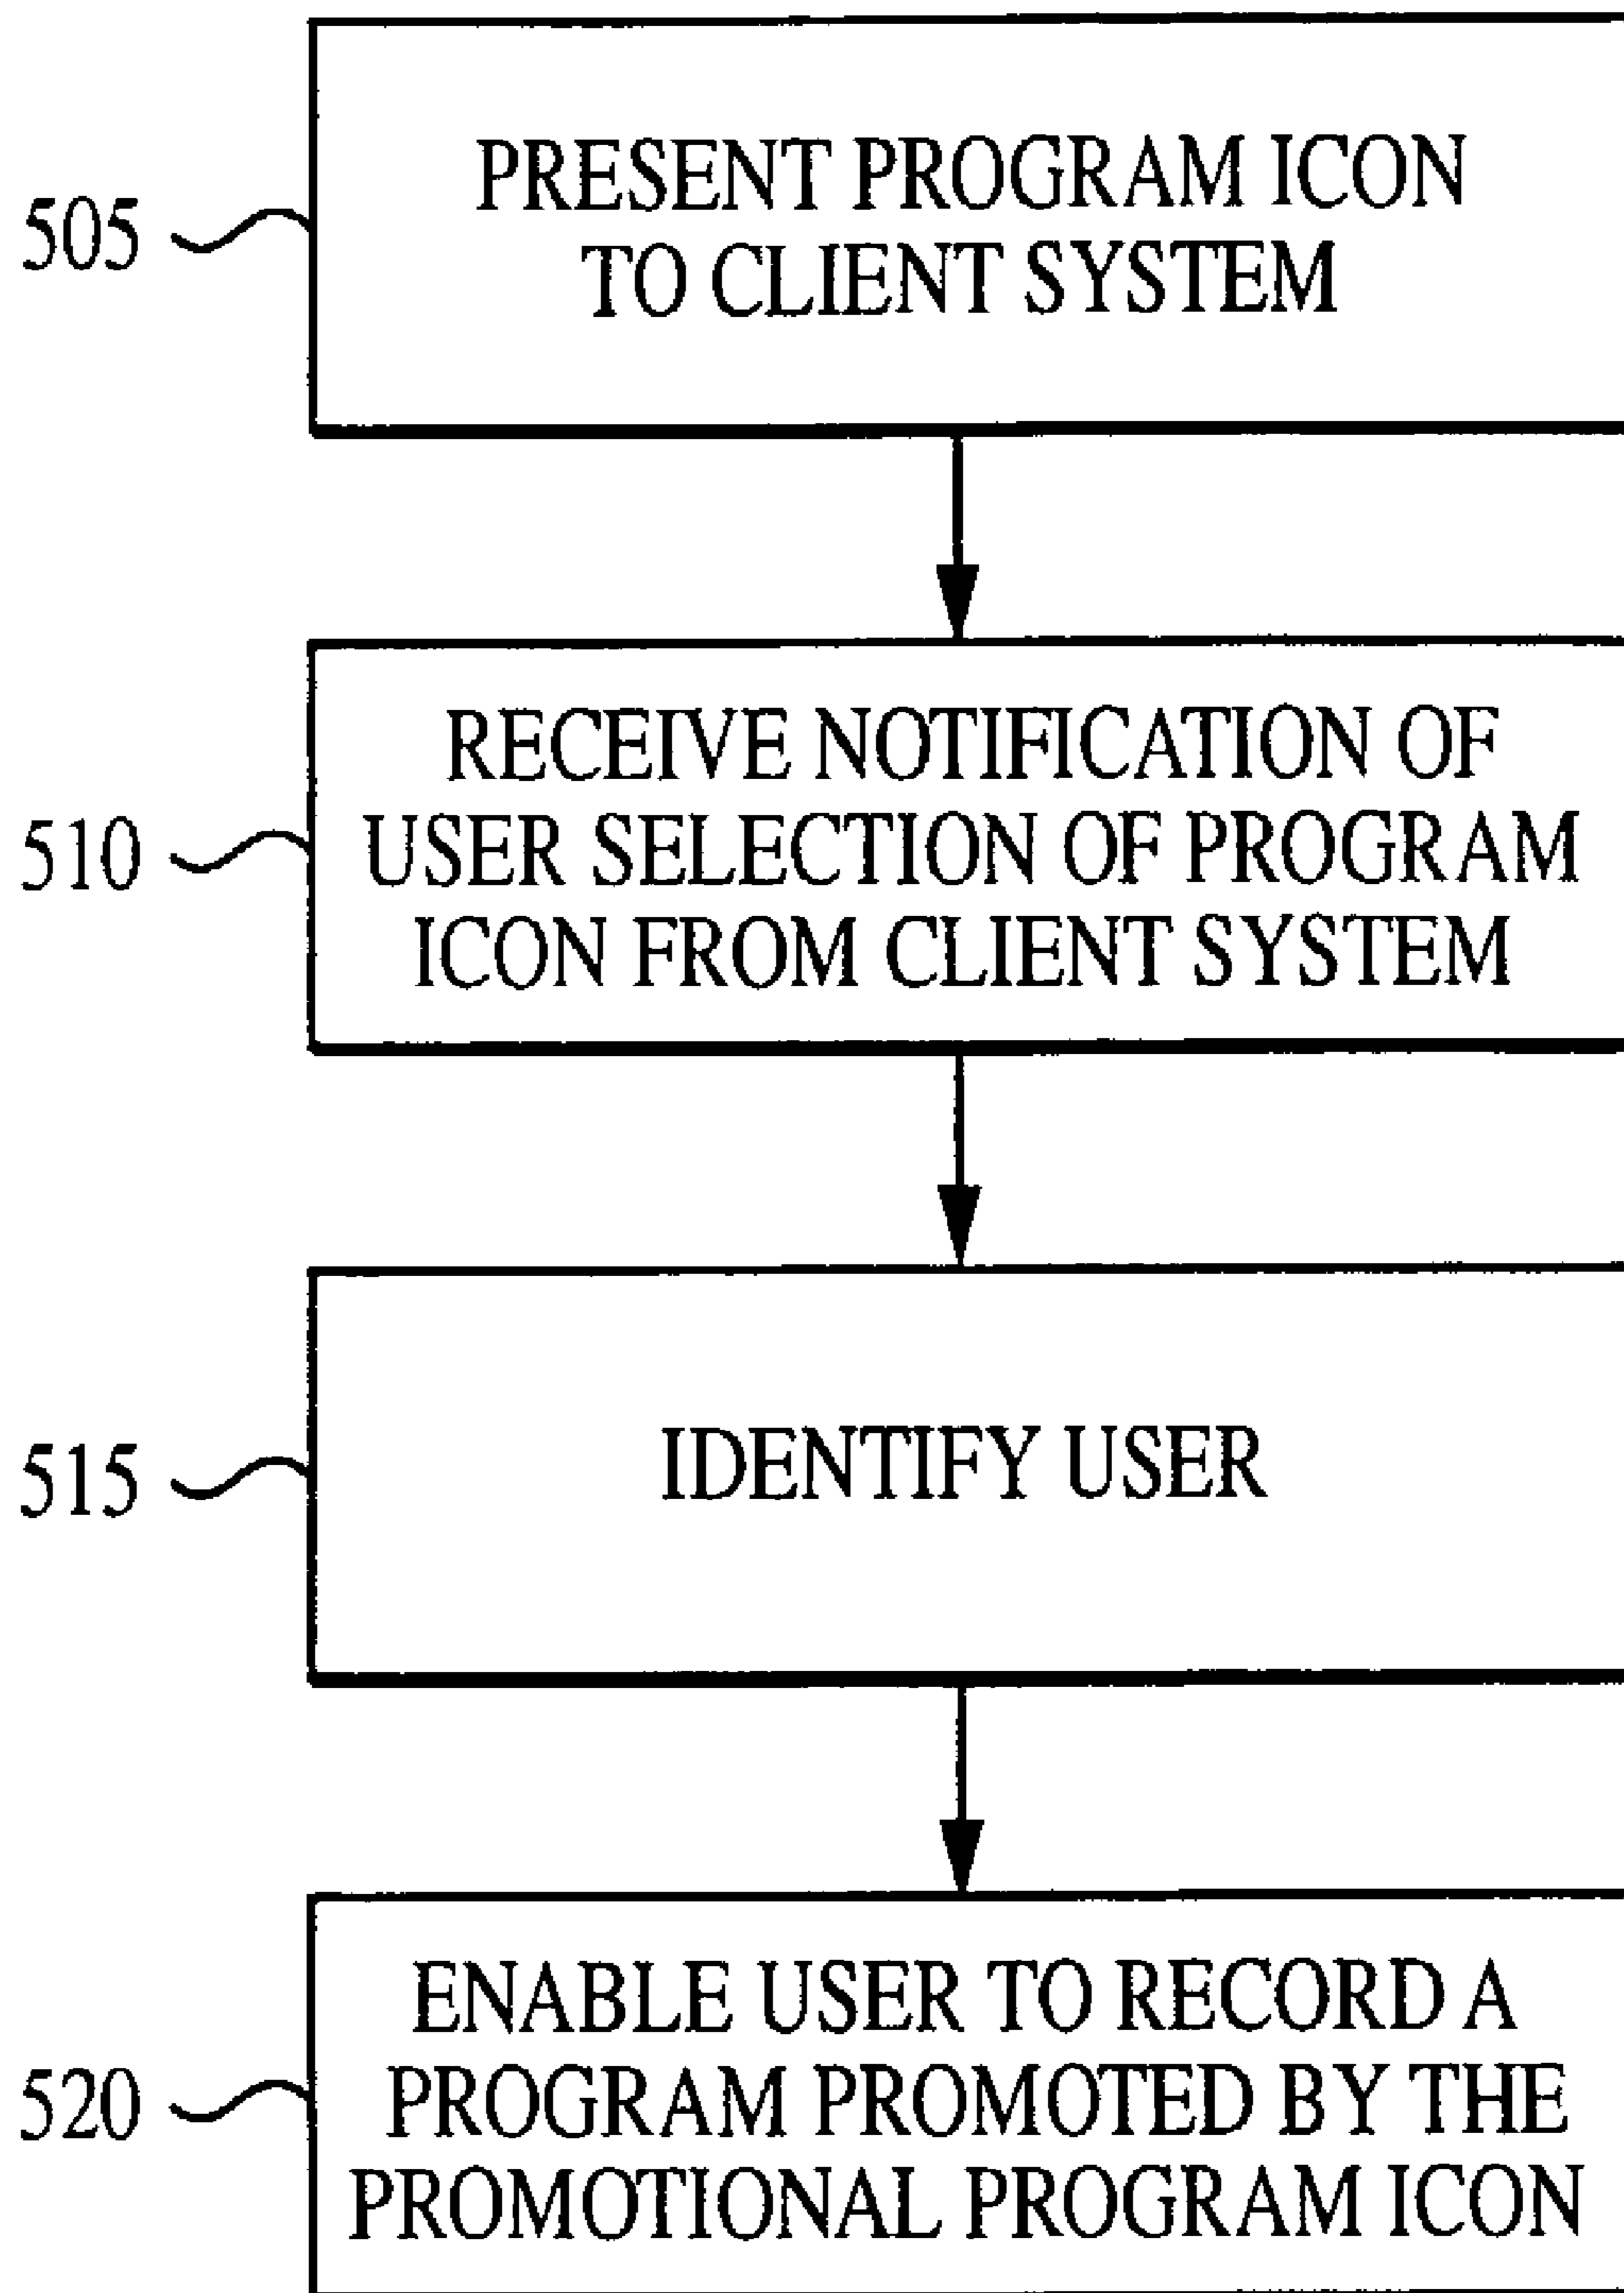 PRESENT PROGRAM ICON
TO CLIENT SYSTEM
505
RECEIVE NOTIFICATION OF
USER SELECTION OF PROGRAM
ICON FROM CLIENT SYSTEM
510
IDENTIFY USER
515
ENABLE USER TO RECORD A
PROGRAM PROMOTED BY THE
PROMOTIONAL PROGRAM ICON
520